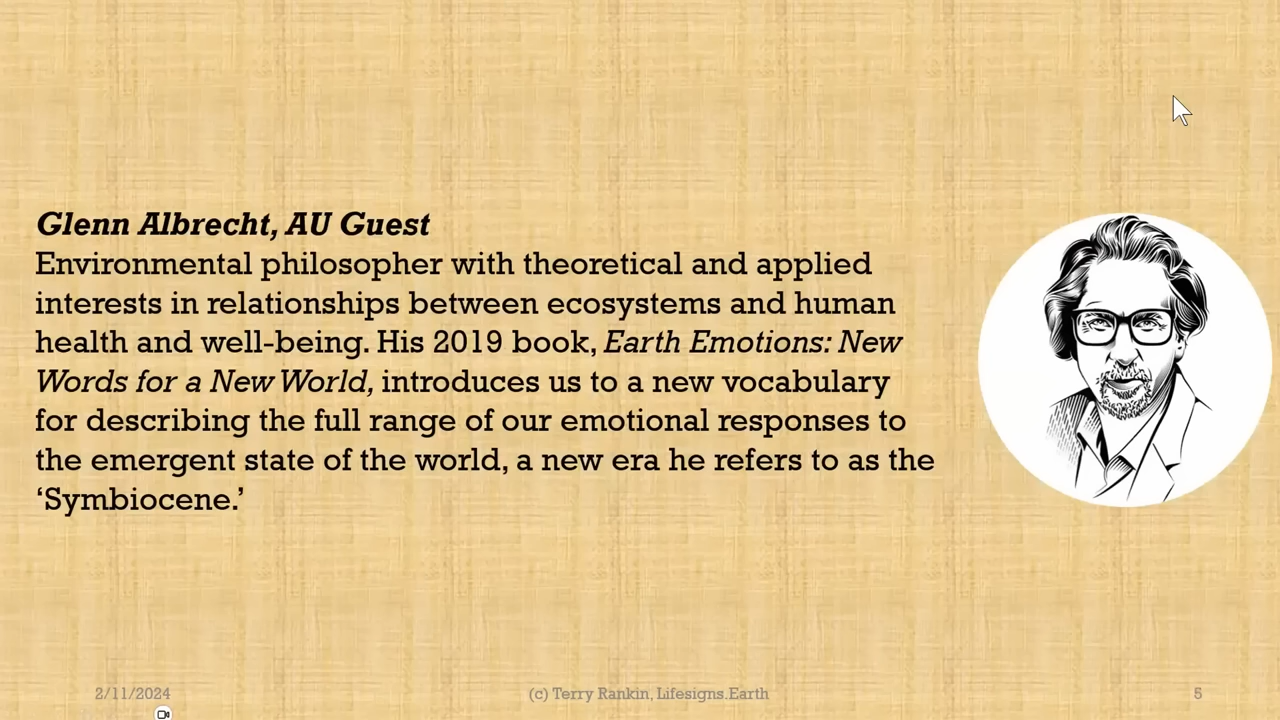 Glenn Albrecht, AU Guest
Environmental philosopher with theoretical and applied
interests in relationships between ecosystems and human
health and well-being. His 2019 book, Earth Emotions: New
Words for a New World, introduces us to a new vocabulary
for describing the full range of our emotional responses to
the emergent state of the world, a new era he refers to as the
‘Symbiocene.’
2/11/2024
(c) Terry Rankin, Lifesigns.Earth
5